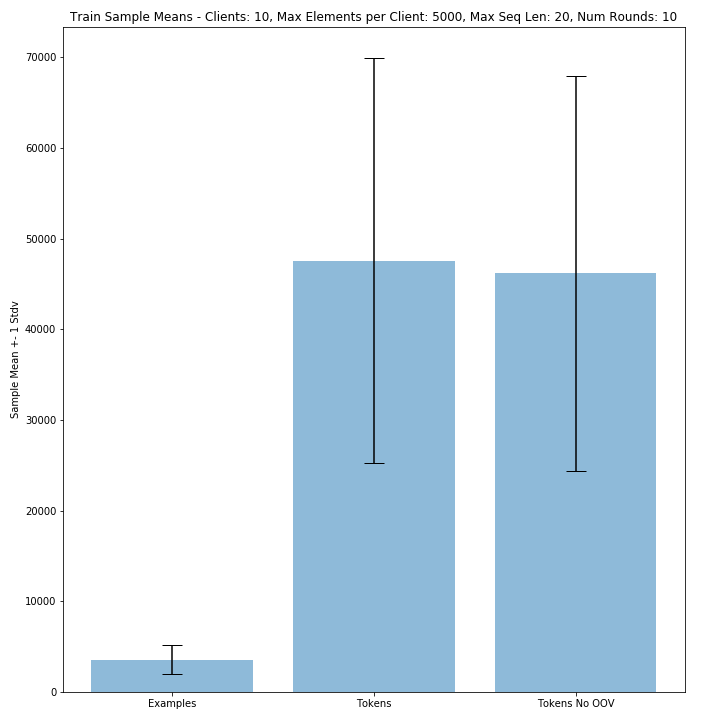 Train Sample Means - Clients: 10, Max Elements per Client: 5000, Max Seq Len: 20, Num Rounds: 10
Sample Mean +- 1 Stdv
70000
60000
50000
40000
30000
20000
10000
0
Examples
Tokens
Tokens No OOV